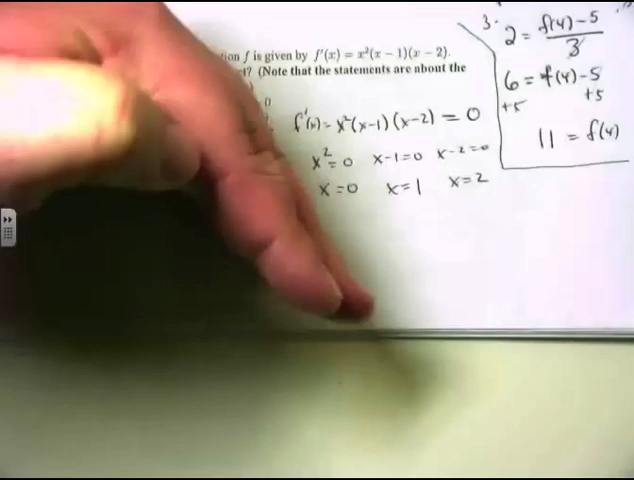 tion f is given by f'(x) = x²(x − 1)(x − 2).
t? (Note that the statements are about the
f'(x) = x²(x-1)(x-2) = 0
x² = 0 x-1=0 x-2=0
x=0 x=1 x=2
3.
2 = f(4)-5 / 3
6 = f(4)-5
+5 +5
11 = f(4)